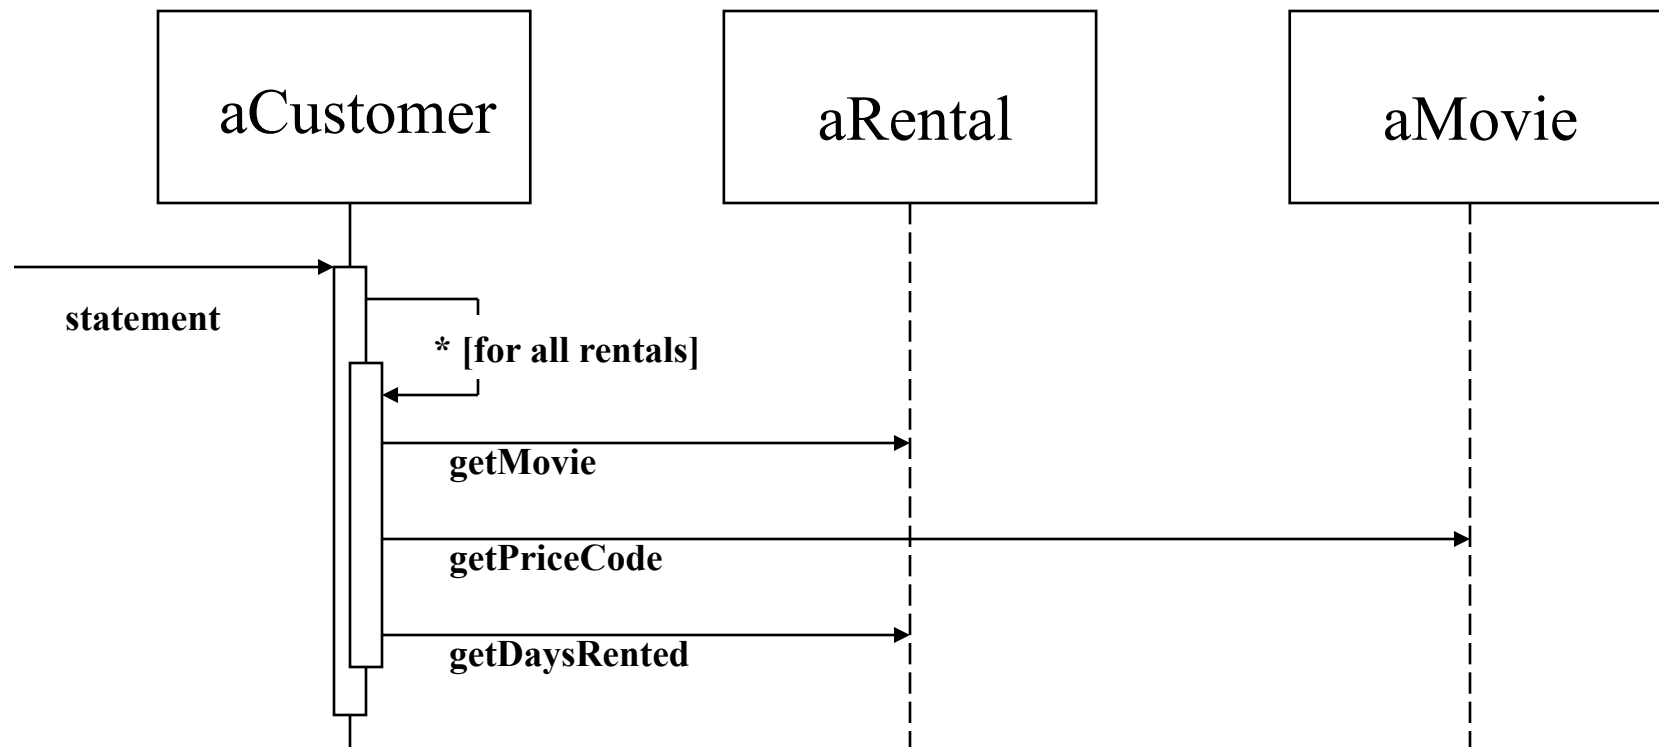 aCustomer
aRental
aMovie
statement
* [for all rentals]
getMovie
getPriceCode
getDaysRented